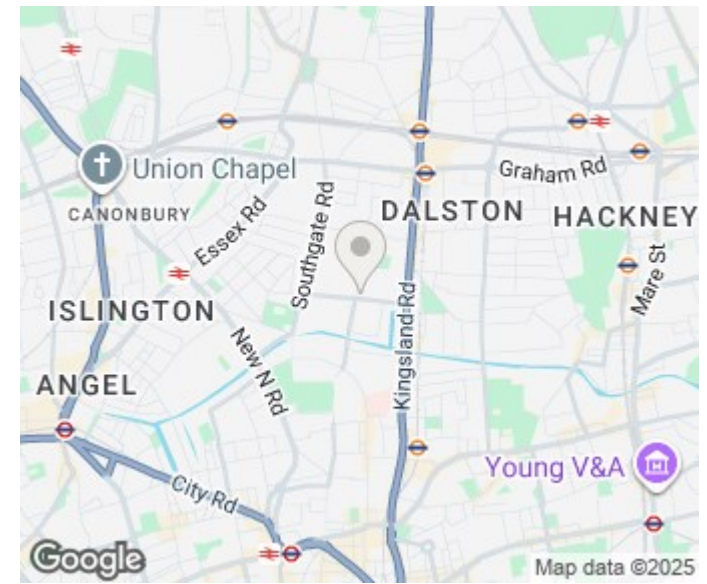 Union Chapel
CANONBURY
Essex Rd
Southgate Rd
DALSTON
Graham Rd
HACKNEY
Mare St
ISLINGTON
New N Rd
Kingsland Rd
ANGEL
City Rd
Young V&A
Google
Map data ©2025